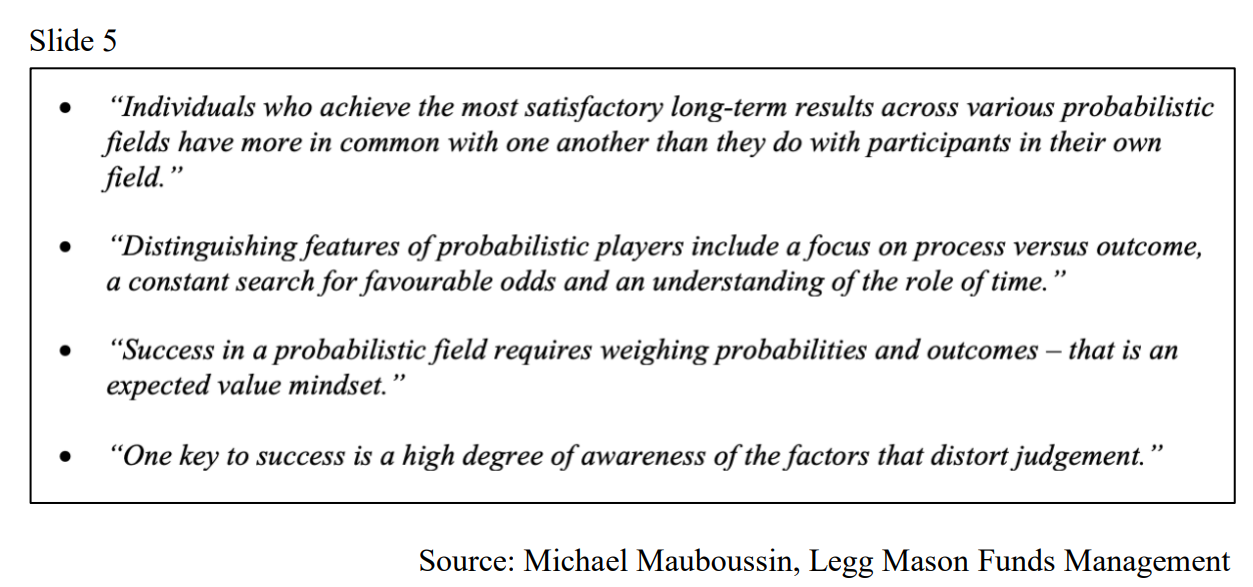 Slide 5
• “Individuals who achieve the most satisfactory long-term results across various probabilistic
fields have more in common with one another than they do with participants in their own
field.”
• “Distinguishing features of probabilistic players include a focus on process versus outcome,
a constant search for favourable odds and an understanding of the role of time.”
• “Success in a probabilistic field requires weighing probabilities and outcomes – that is an
expected value mindset.”
• “One key to success is a high degree of awareness of the factors that distort judgement.”
Source: Michael Mauboussin, Legg Mason Funds Management